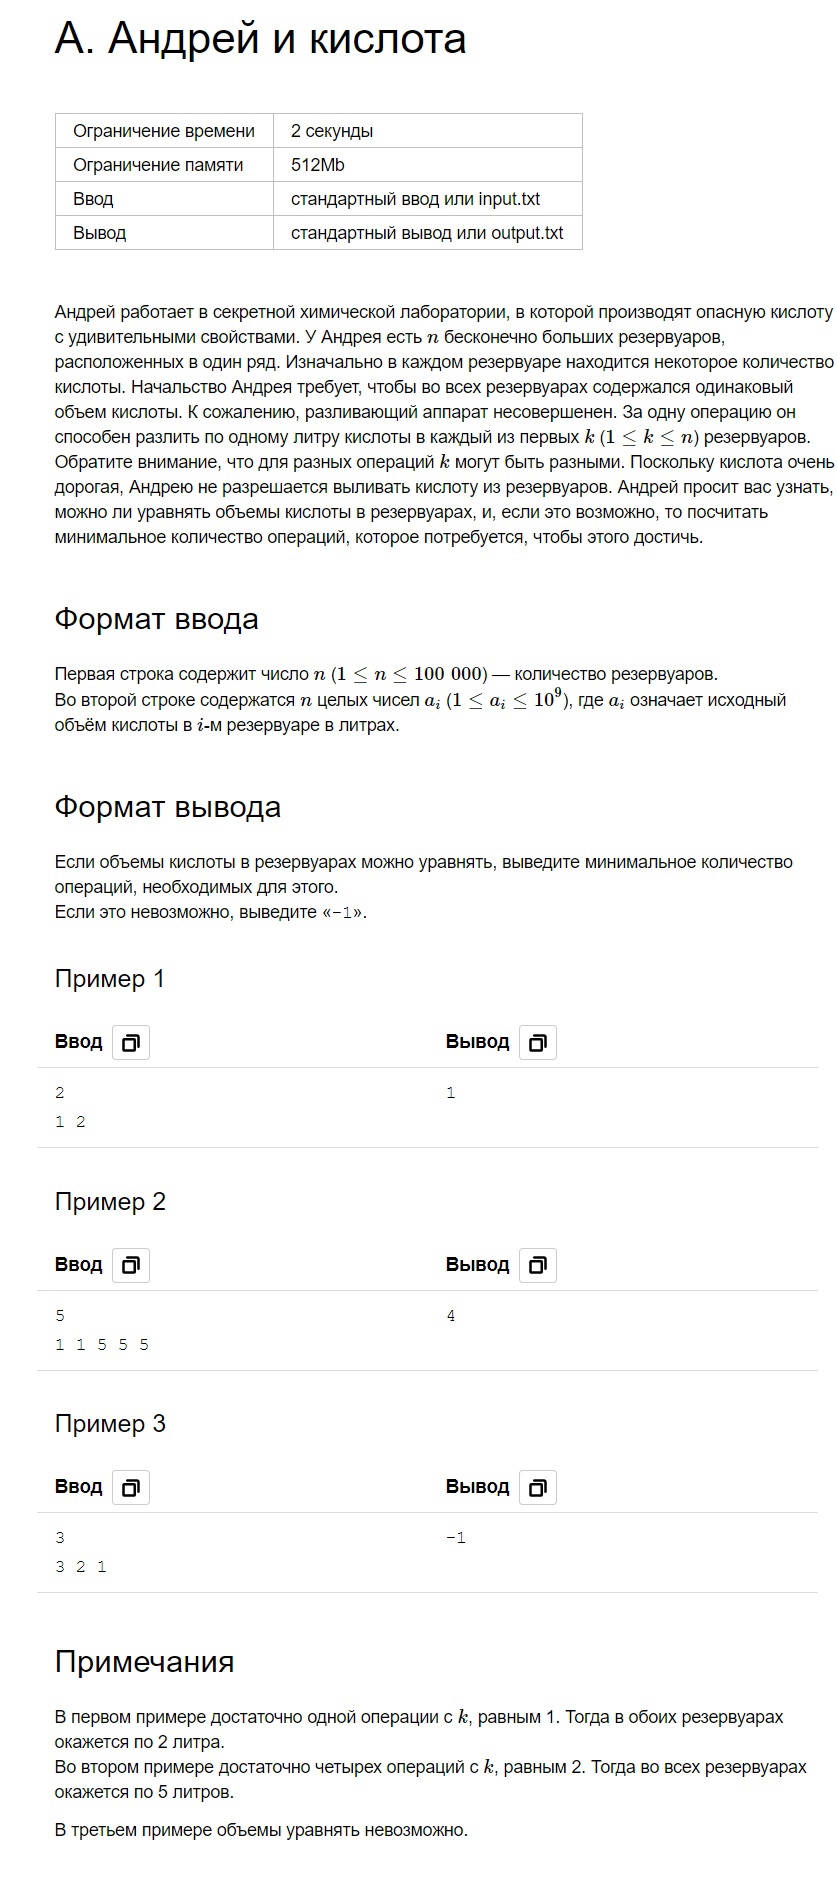 А. Андрей и кислота
Ограничение времени 2 секунды
Ограничение памяти 512Mb
Ввод стандартный ввод или input.txt
Вывод стандартный вывод или output.txt
Андрей работает в секретной химической лаборатории, в которой производят опасную кислоту
с удивительными свойствами. У Андрея есть n бесконечно больших резервуаров,
расположенных в один ряд. Изначально в каждом резервуаре находится некоторое количество
кислоты. Начальство Андрея требует, чтобы во всех резервуарах содержался одинаковый
объем кислоты. К сожалению, разливающий аппарат несовершенен. За одну операцию он
способен разлить по одному литру кислоты в каждый из первых k (1 ≤ k ≤ n) резервуаров.
Обратите внимание, что для разных операций k могут быть разными. Поскольку кислота очень
дорогая, Андрею не разрешается выливать кислоту из резервуаров. Андрей просит вас узнать,
можно ли уравнять объемы кислоты в резервуарах, и, если это возможно, то посчитать
минимальное количество операций, которое потребуется, чтобы этого достичь.
Формат ввода
Первая строка содержит число n (1 ≤ n ≤ 100 000) — количество резервуаров.
Во второй строке содержатся n целых чисел aᵢ (1 ≤ aᵢ ≤ 10⁹), где aᵢ означает исходный
объём кислоты в i-м резервуаре в литрах.
Формат вывода
Если объемы кислоты в резервуарах можно уравнять, выведите минимальное количество
операций, необходимых для этого.
Если это невозможно, выведите «-1».
Пример 1
Ввод Вывод
2 1
1 2
Пример 2
Ввод Вывод
5 4
1 1 5 5 5
Пример 3
Ввод Вывод
3 -1
3 2 1
Примечания
В первом примере достаточно одной операции с k, равным 1. Тогда в обоих резервуарах
окажется по 2 литра.
Во втором примере достаточно четырех операций с k, равным 2. Тогда во всех резервуарах
окажется по 5 литров.
В третьем примере объемы уравнять невозможно.